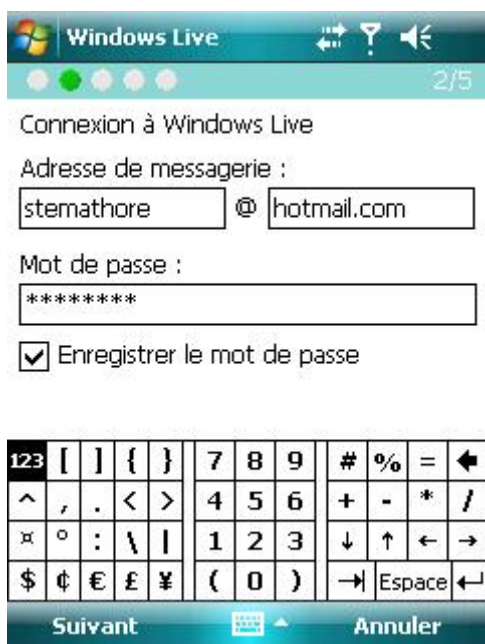 Windows Live
2/5
Connexion à Windows Live
Adresse de messagerie :
stemathore @ hotmail.com
Mot de passe :
********
Enregistrer le mot de passe
123 [ ] { } 7 8 9 # % = ←
^ , . < > 4 5 6 + - * /
¤ ° : \ | 1 2 3 ↓ ↑ ← →
$ ¢ € £ ¥ ( 0 ) →| Espace ↵
Suivant Annuler